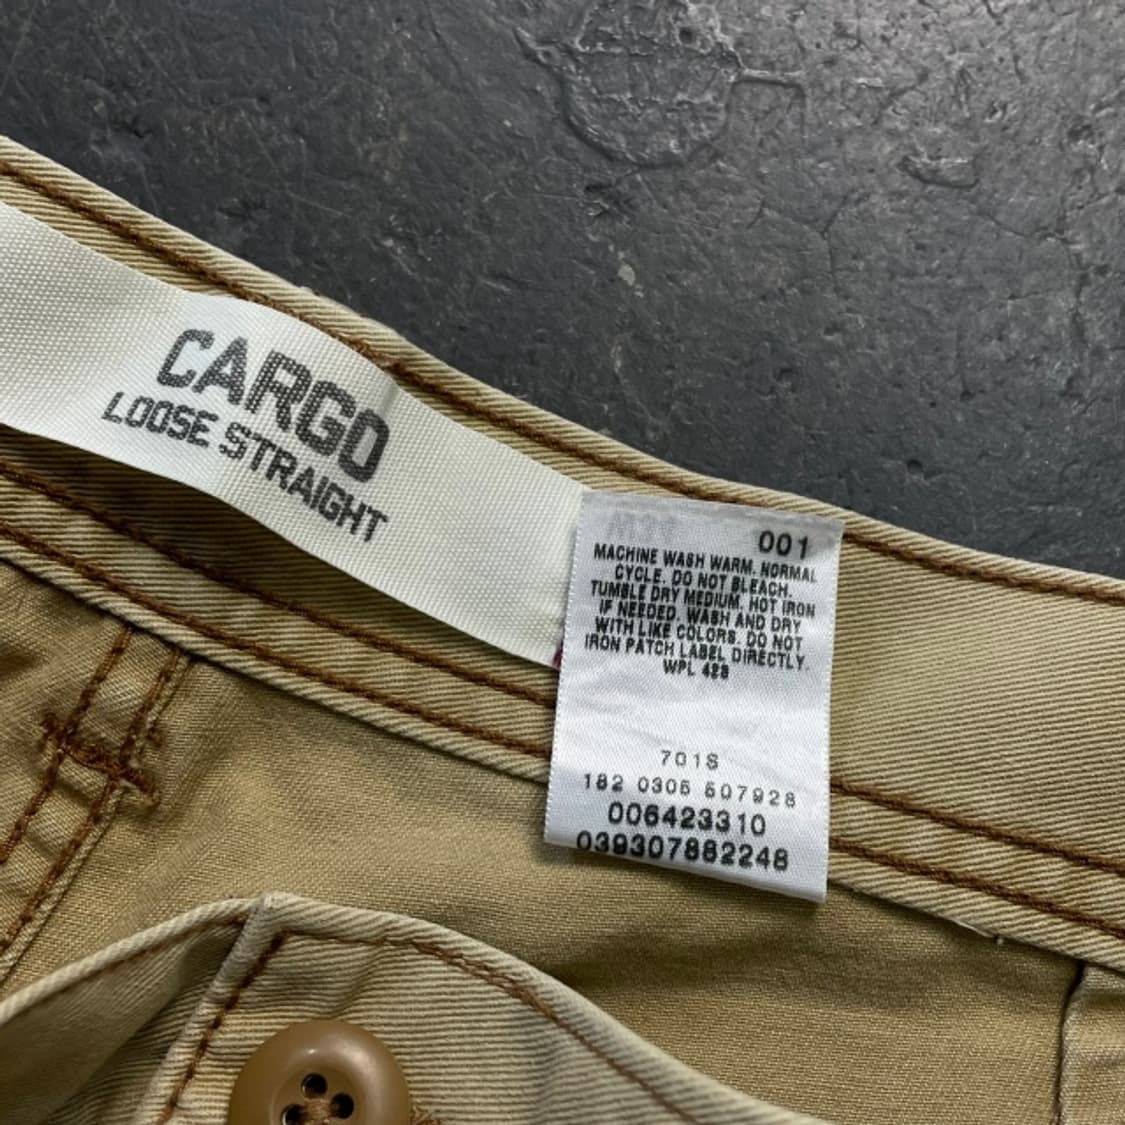 CARGO
LOOSE STRAIGHT
001
MACHINE WASH WARM. NORMAL
CYCLE. DO NOT BLEACH.
TUMBLE DRY MEDIUM. HOT IRON
IF NEEDED. WASH AND DRY
WITH LIKE COLORS. DO NOT
IRON PATCH LABEL DIRECTLY.
WPL 423
701S
182 0305 507928
006423310
039307882248